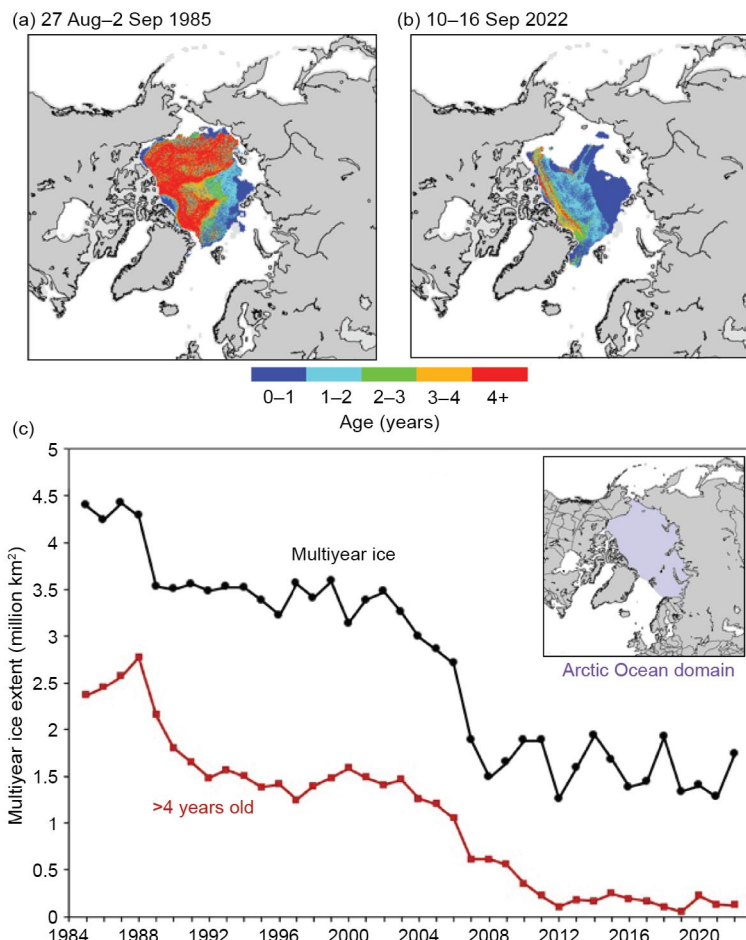 (a) 27 Aug–2 Sep 1985
(b) 10–16 Sep 2022
0–1 1–2 2–3 3–4 4+
Age (years)
(c)
Multiyear ice extent (million km²)
5
4.5
4
3.5
3
2.5
2
1.5
1
0.5
0
Multiyear ice
>4 years old
Arctic Ocean domain
1984 1988 1992 1996 2000 2004 2008 2012 2016 2020